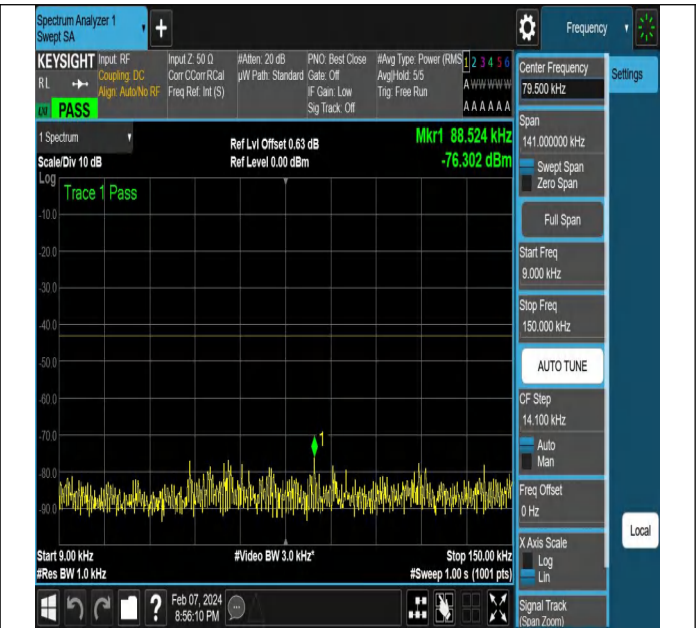 Spectrum Analyzer 1
Swept SA
+
Frequency
KEYSIGHT
RL
PASS
Input: RF
Coupling: DC
Align: Auto/No RF
Input Z: 50 Ω
Corr CCorr RCal
Freq Ref: Int (S)
#Atten: 20 dB
µW Path: Standard
PNO: Best Close
Gate: Off
IF Gain: Low
Sig Track: Off
#Avg Type: Power (RMS
Avg|Hold: 5/5
Trig: Free Run
1 2 3 4 5 6
A W W W W W
A A A A A A
1 Spectrum
Scale/Div 10 dB
Ref Lvl Offset 0.63 dB
Ref Level 0.00 dBm
Mkr1 88.524 kHz
-76.302 dBm
Log
Trace 1 Pass
-10.0
-20.0
-30.0
-40.0
-50.0
-60.0
-70.0
-80.0
-90.0
1
Start 9.00 kHz
#Res BW 1.0 kHz
#Video BW 3.0 kHz*
Stop 150.00 kHz
#Sweep 1.00 s (1001 pts)
?
Feb 07, 2024
8:56:10 PM
Center Frequency
79.500 kHz
Settings
Span
141.000000 kHz
Swept Span
Zero Span
Full Span
Start Freq
9.000 kHz
Stop Freq
150.000 kHz
AUTO TUNE
CF Step
14.100 kHz
Auto
Man
Freq Offset
0 Hz
X Axis Scale
Log
Lin
Local
Signal Track
(Span Zoom)